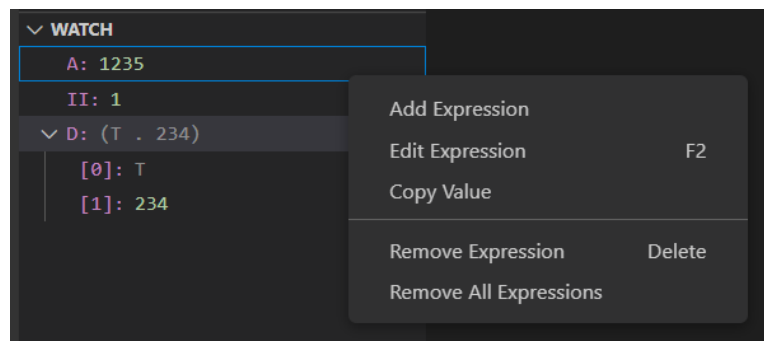 WATCH
A: 1235
II: 1
D: (T . 234)
[0]: T
[1]: 234
Add Expression
Edit Expression F2
Copy Value
Remove Expression Delete
Remove All Expressions